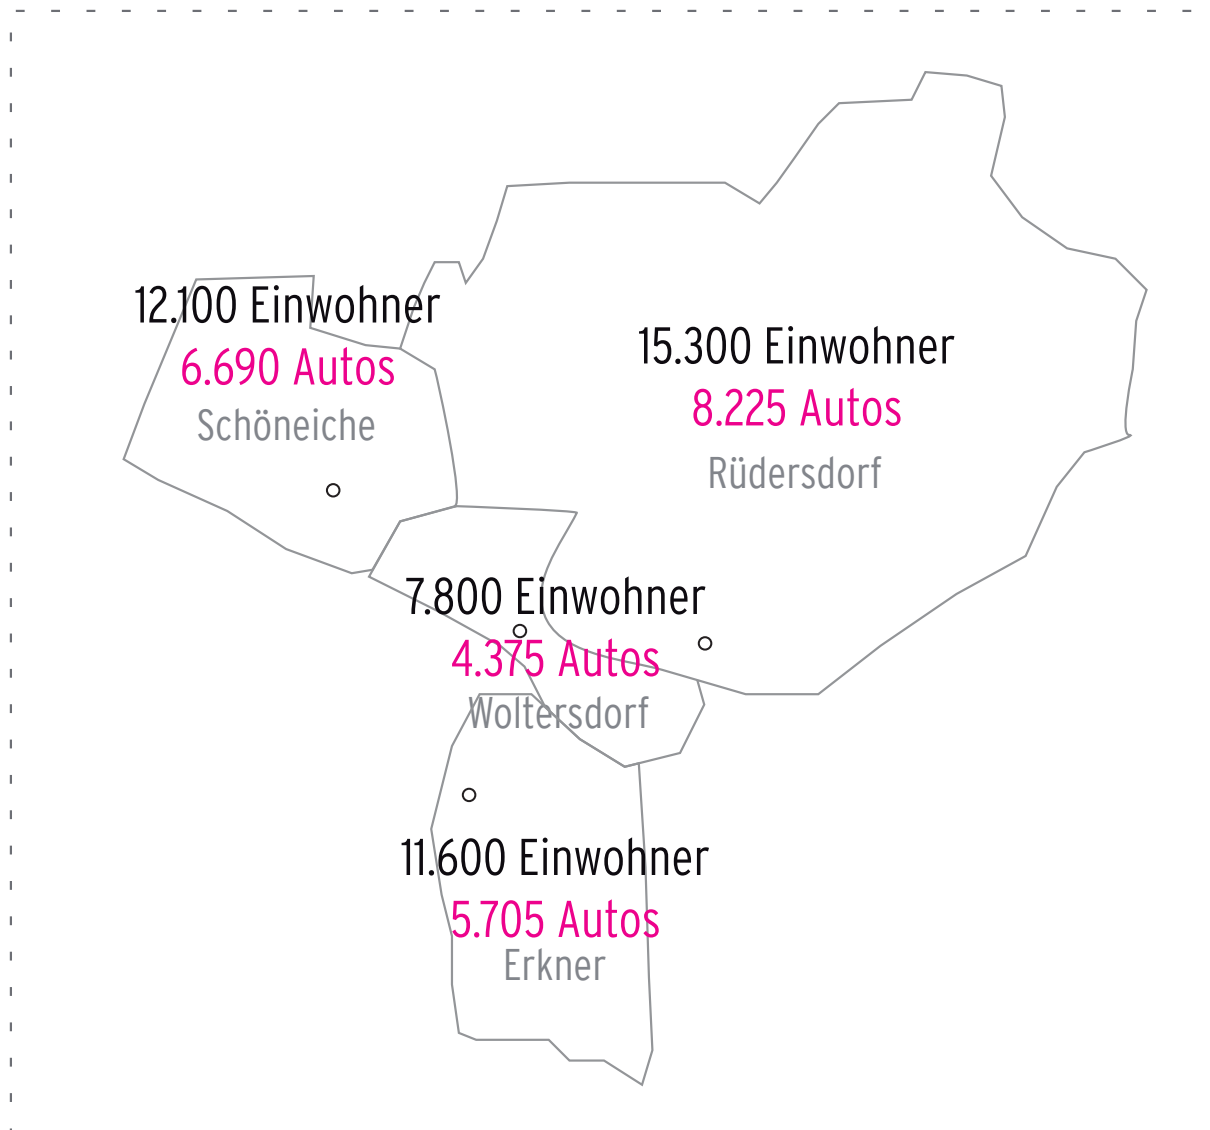 12.100 Einwohner
6.690 Autos
Schöneiche
15.300 Einwohner
8.225 Autos
Rüdersdorf
7.800 Einwohner
4.375 Autos
Woltersdorf
11.600 Einwohner
5.705 Autos
Erkner